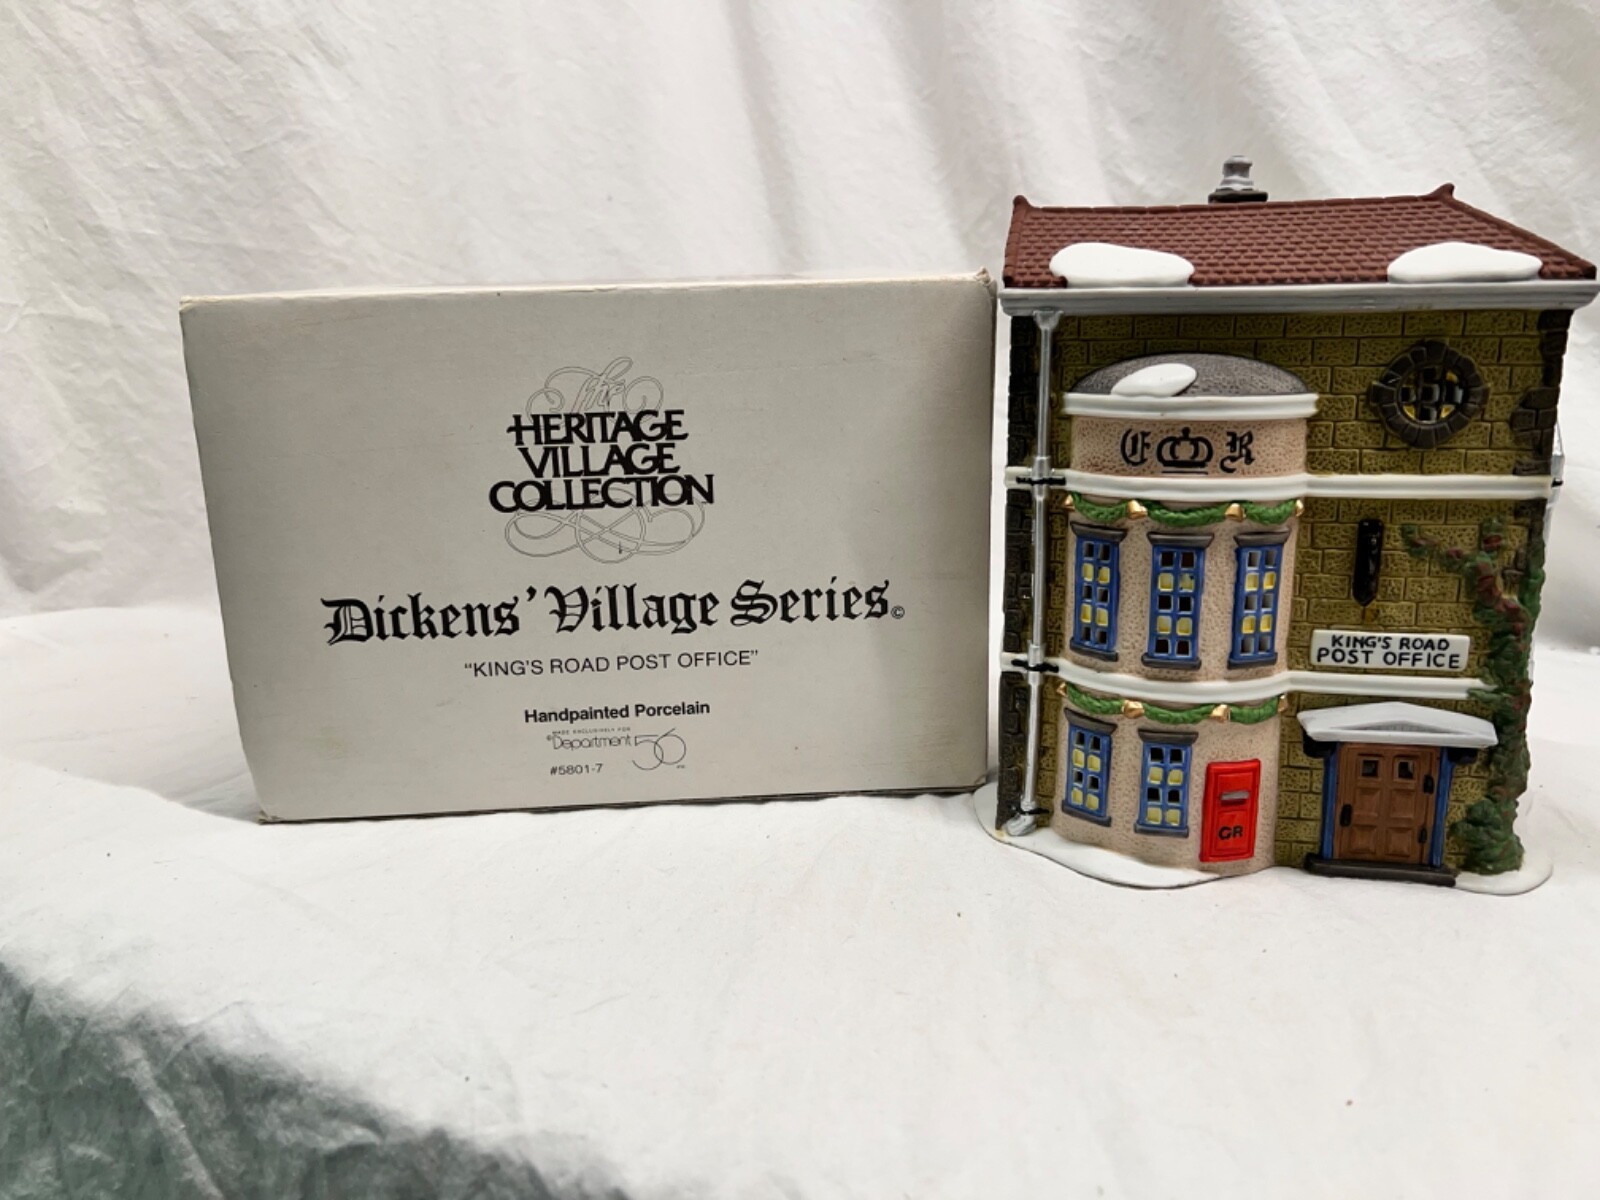 The
HERITAGE
VILLAGE
COLLECTION
Dickens' Village Series©
"KING'S ROAD POST OFFICE"
Handpainted Porcelain
MADE EXCLUSIVELY FOR
©Department 56
#5801-7
E R
KING'S ROAD
POST OFFICE
GR